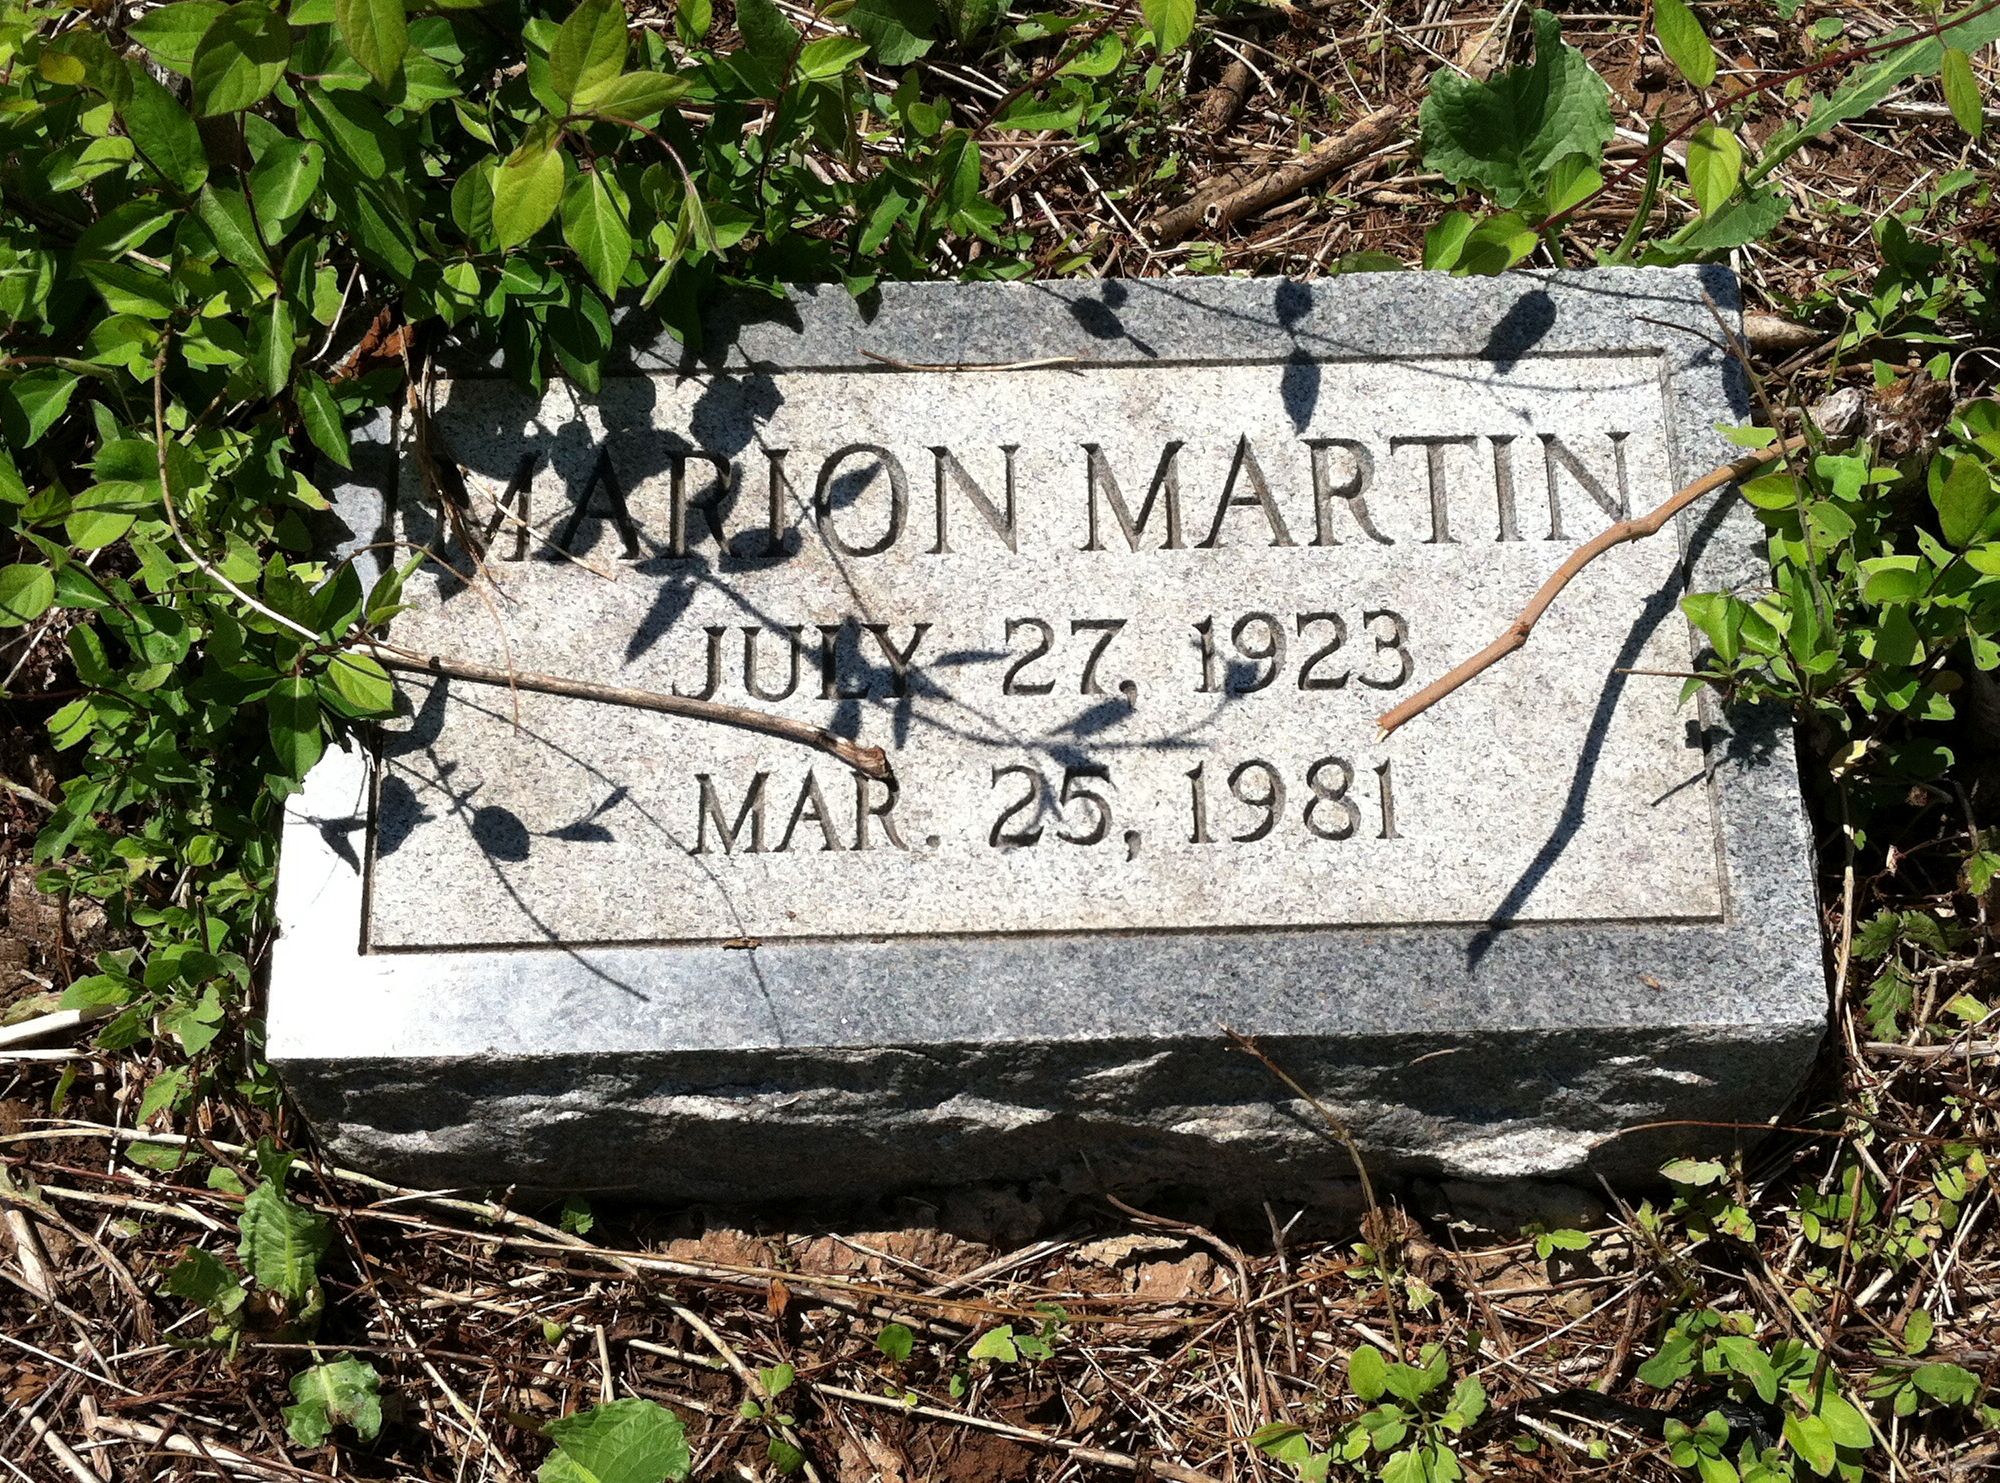 MARION MARTIN
JULY 27, 1923
MAR. 25, 1981